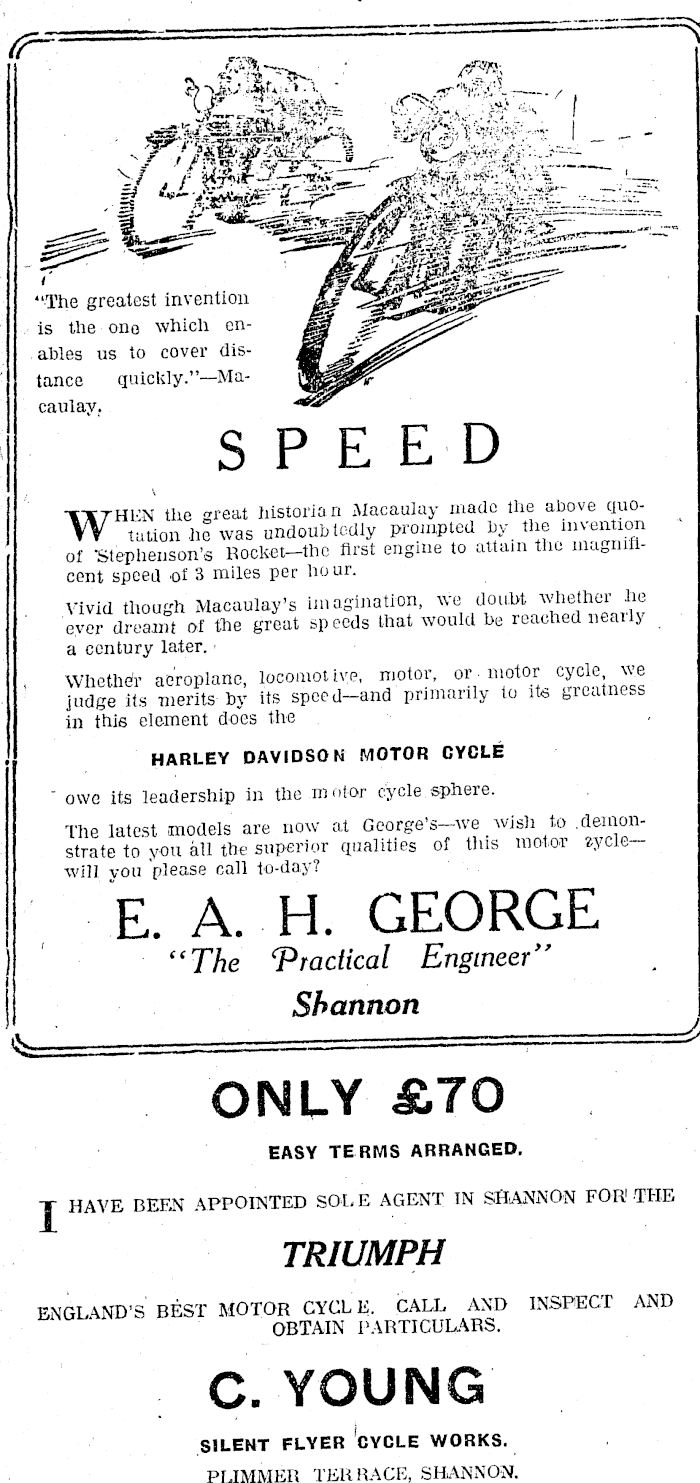 "The greatest invention
is the one which en-
ables us to cover dis-
tance quickly."—Ma-
caulay.
SPEED
WHEN the great historian Macaulay made the above quo-
tation he was undoubtedly prompted by the invention
of Stephenson's Rocket—the first engine to attain the magnifi-
cent speed of 3 miles per hour.
Vivid though Macaulay's imagination, we doubt whether he
ever dreamt of the great speeds that would be reached nearly
a century later.
Whether aeroplane, locomotive, motor, or motor cycle, we
judge its merits by its speed—and primarily to its greatness
in this element does the
HARLEY DAVIDSON MOTOR CYCLE
owe its leadership in the motor cycle sphere.
The latest models are now at George's—we wish to demon-
strate to you all the superior qualities of this motor zycle—
will you please call to-day?
E. A. H. GEORGE
"The Practical Engineer"
Shannon
ONLY £70
EASY TERMS ARRANGED.
I HAVE BEEN APPOINTED SOLE AGENT IN SHANNON FOR THE
TRIUMPH
ENGLAND'S BEST MOTOR CYCLE. CALL AND INSPECT AND
OBTAIN PARTICULARS.
C. YOUNG
SILENT FLYER CYCLE WORKS.
PLIMMER TERRACE, SHANNON.